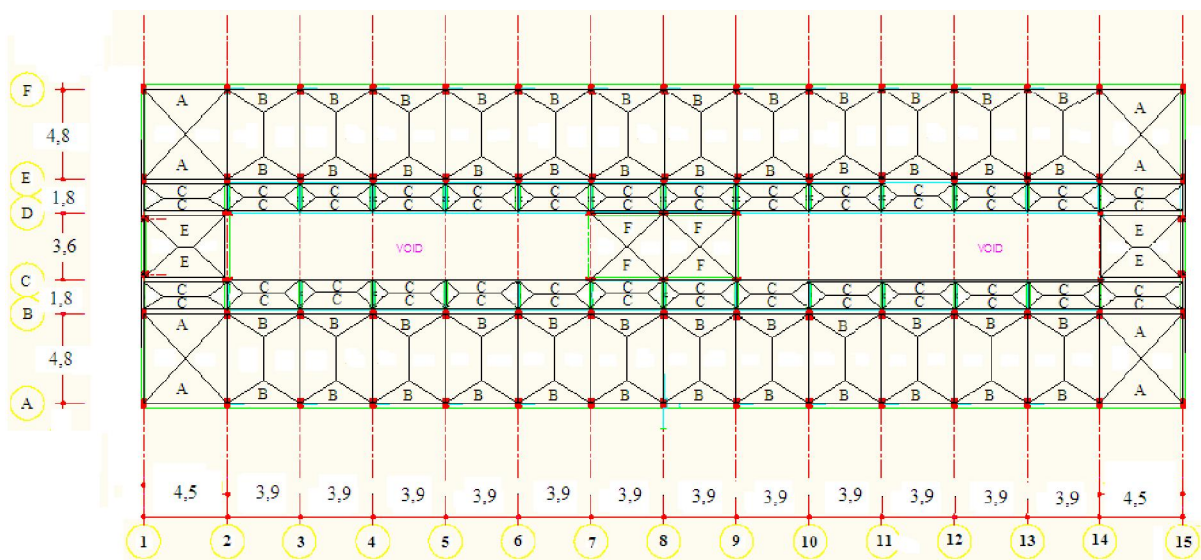 F
A B B B B B B B B B B B B A
4,8
A B B B B B B B B B B B B A
E
1,8
C C C C C C C C C C C C C C
C C C C C C C C C C C C C C
D
E F F E
3,6
VOID VOID
E F F E
C
1,8
C C C C C C C C C C C C C C
C C C C C C C C C C C C C C
B
A B B B B B B B B B B B B A
4,8
A B B B B B B B B B B B B A
A
4,5 3,9 3,9 3,9 3,9 3,9 3,9 3,9 3,9 3,9 3,9 3,9 3,9 4,5
1 2 3 4 5 6 7 8 9 10 11 12 13 14 15